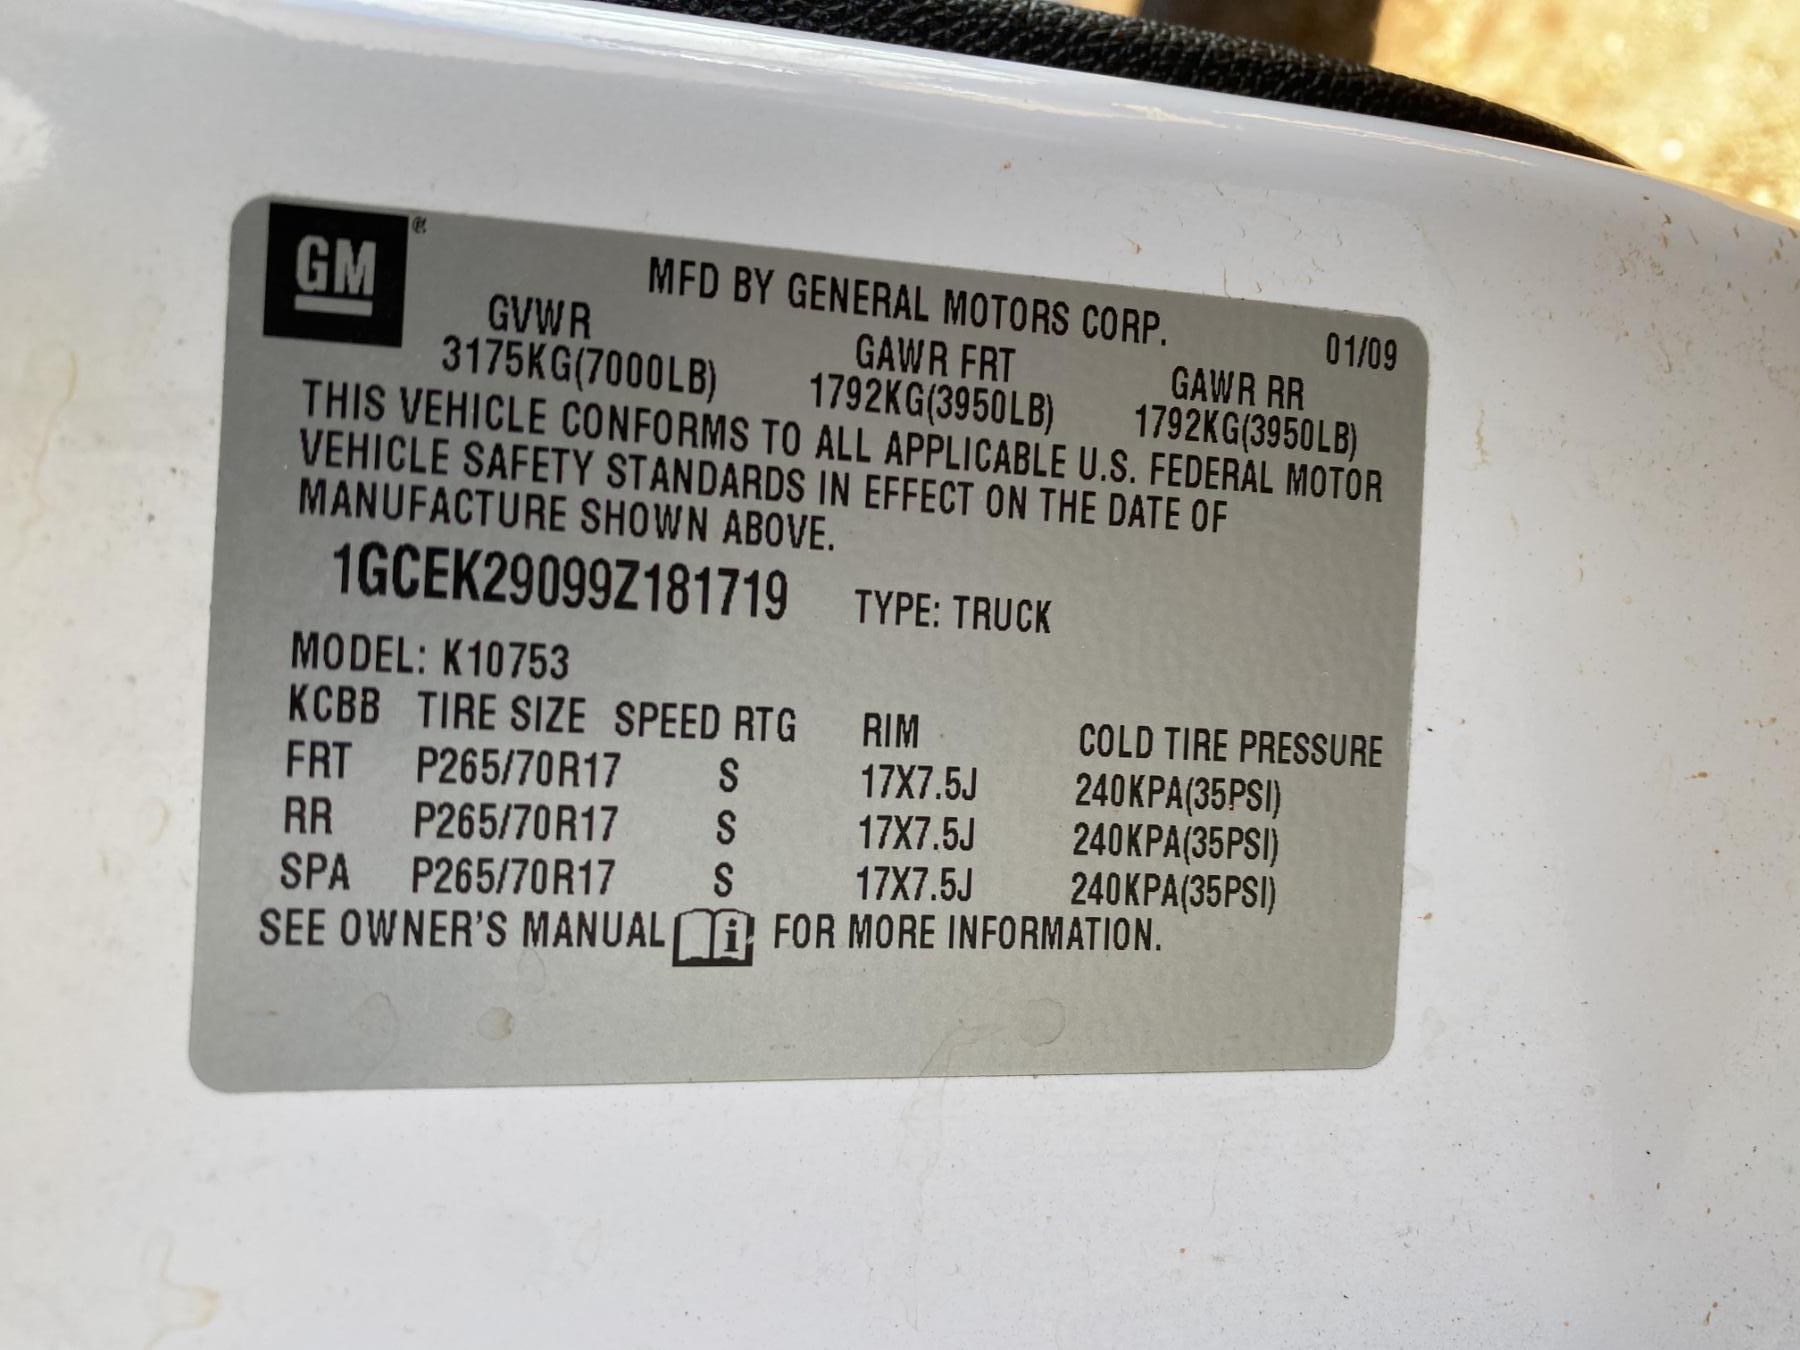 GM ®
MFD BY GENERAL MOTORS CORP. 01/09
GVWR GAWR FRT GAWR RR
3175KG(7000LB) 1792KG(3950LB) 1792KG(3950LB)
THIS VEHICLE CONFORMS TO ALL APPLICABLE U.S. FEDERAL MOTOR
VEHICLE SAFETY STANDARDS IN EFFECT ON THE DATE OF
MANUFACTURE SHOWN ABOVE.
1GCEK29099Z181719 TYPE: TRUCK
MODEL: K10753
KCBB TIRE SIZE SPEED RTG RIM COLD TIRE PRESSURE
FRT P265/70R17 S 17X7.5J 240KPA(35PSI)
RR P265/70R17 S 17X7.5J 240KPA(35PSI)
SPA P265/70R17 S 17X7.5J 240KPA(35PSI)
SEE OWNER'S MANUAL i FOR MORE INFORMATION.